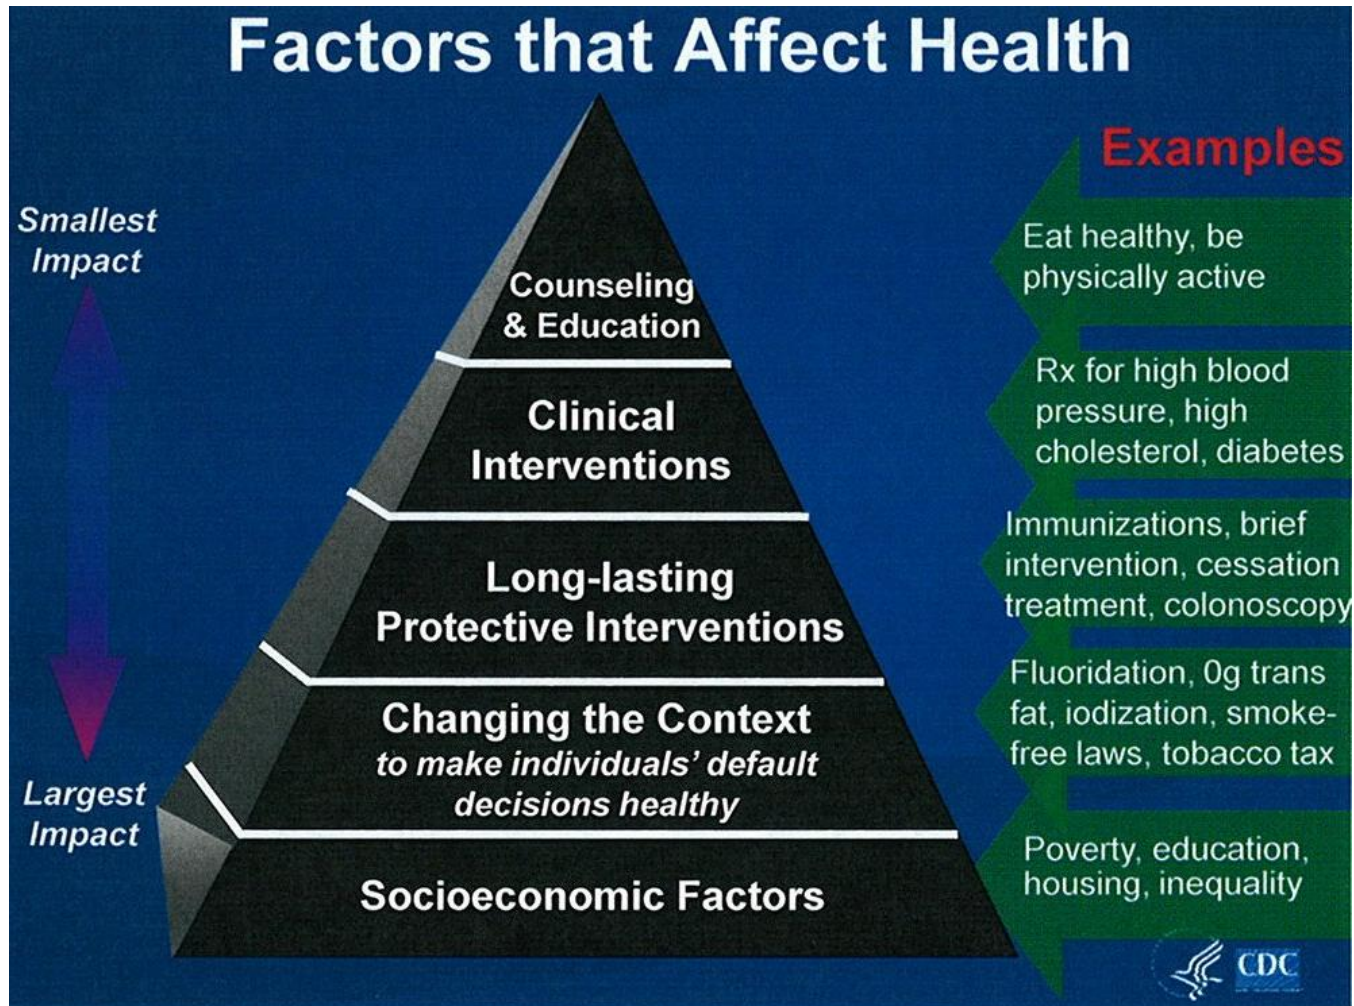 Factors that Affect Health
Examples
Smallest
Impact
Largest
Impact
Counseling
& Education
Clinical
Interventions
Long-lasting
Protective Interventions
Changing the Context
to make individuals' default
decisions healthy
Socioeconomic Factors
Eat healthy, be
physically active
Rx for high blood
pressure, high
cholesterol, diabetes
Immunizations, brief
intervention, cessation
treatment, colonoscopy
Fluoridation, 0g trans
fat, iodization, smoke-
free laws, tobacco tax
Poverty, education,
housing, inequality
CDC